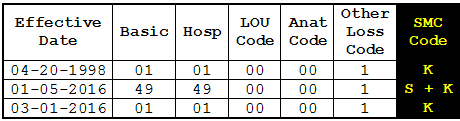 Effective Date Basic Hosp LOU Code Anat Code Other Loss Code SMC Code
04-20-1998 01 01 00 00 1 K
01-05-2016 49 49 00 00 1 S + K
03-01-2016 01 01 00 00 1 K